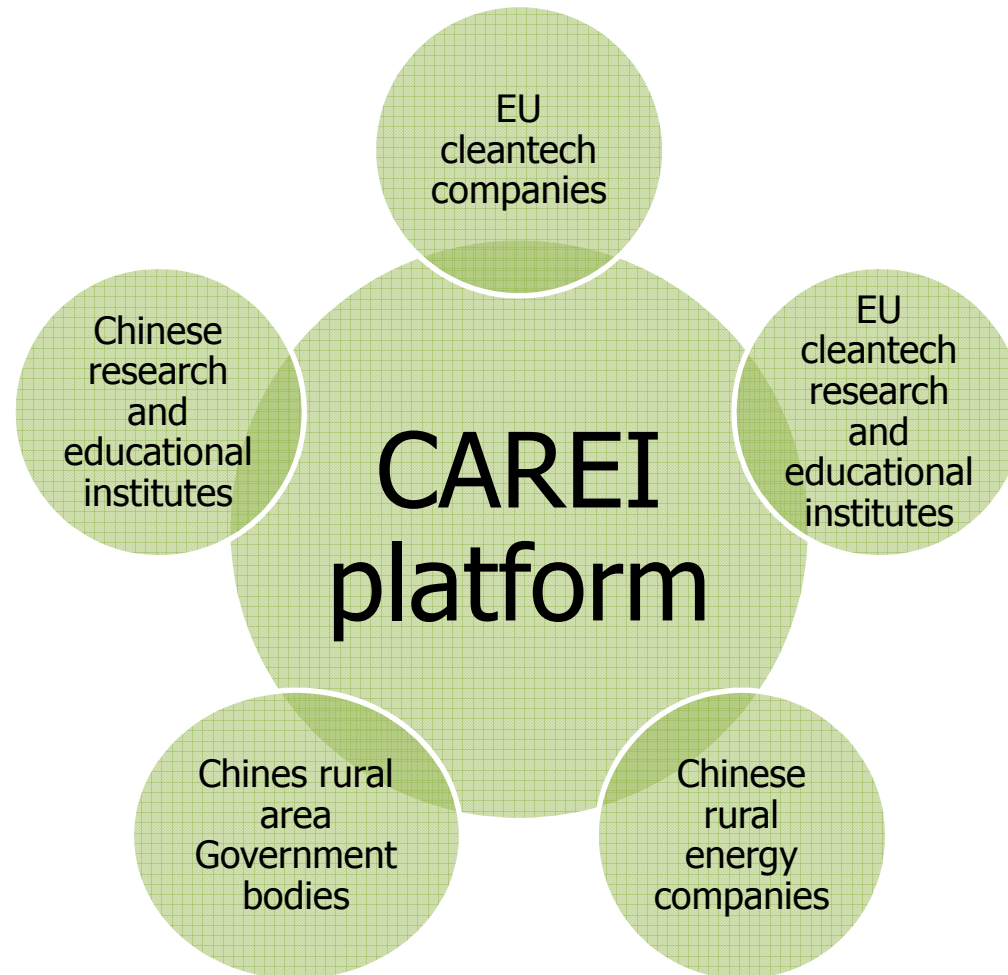 EU
cleantech
companies
Chinese
research
and
educational
institutes
EU
cleantech
research
and
educational
institutes
CAREI
platform
Chines rural
area
Government
bodies
Chinese
rural
energy
companies